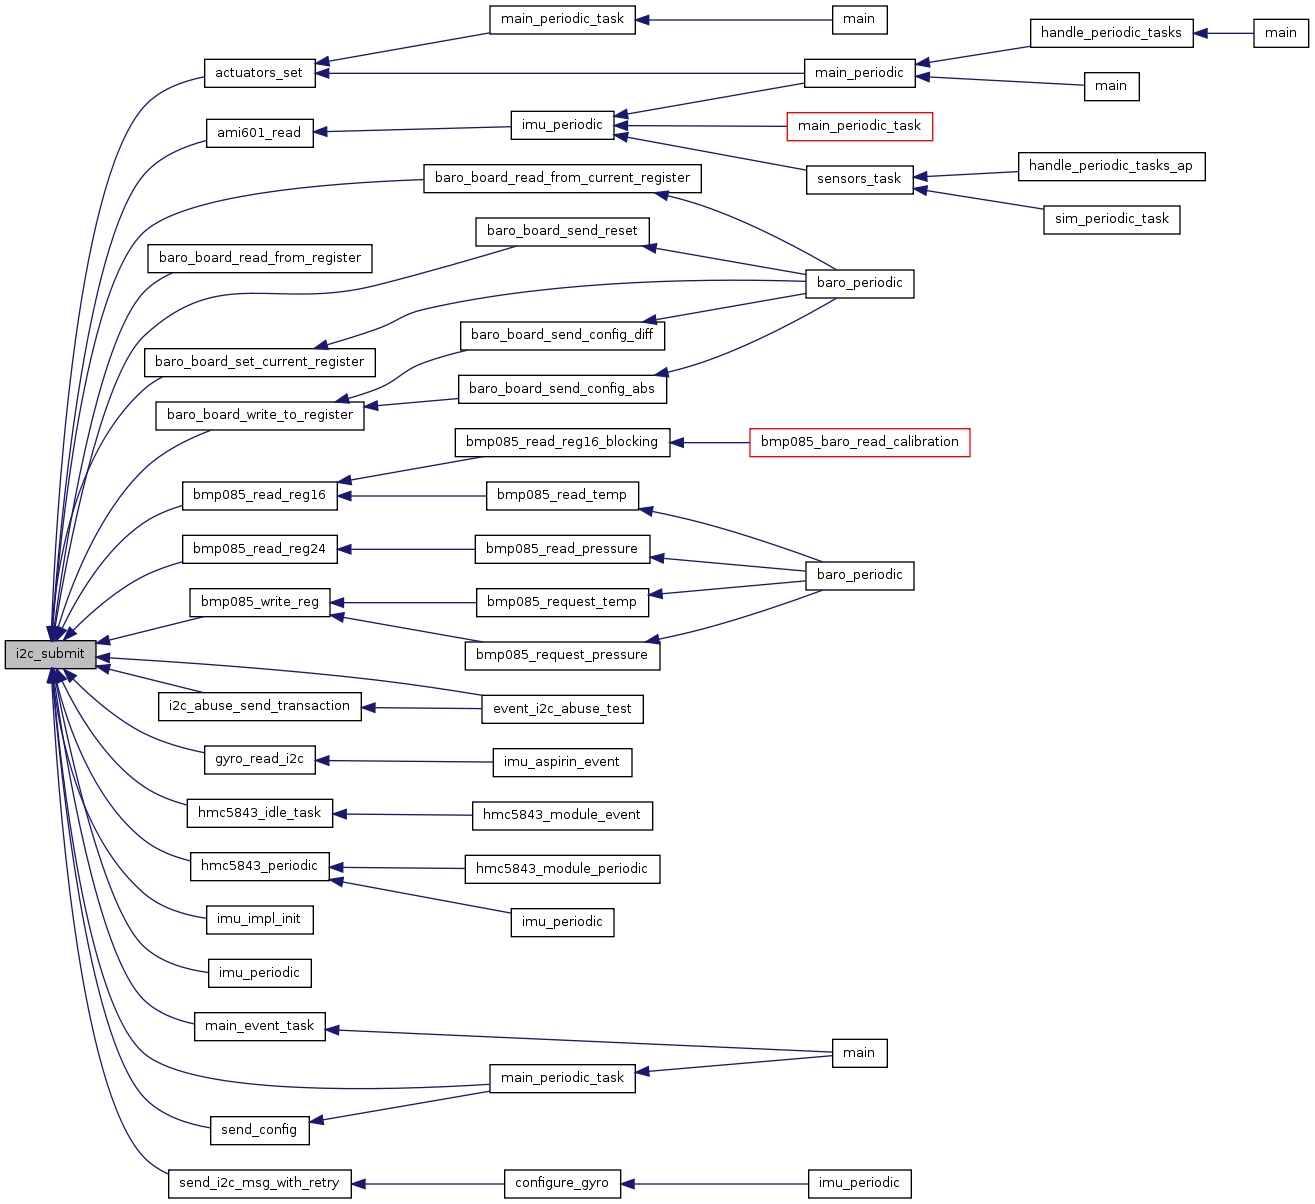 main_periodic_task
main
handle_periodic_tasks
main
actuators_set
main_periodic
main
ami601_read
imu_periodic
main_periodic_task
handle_periodic_tasks_ap
baro_board_read_from_current_register
sensors_task
sim_periodic_task
baro_board_send_reset
baro_board_read_from_register
baro_periodic
baro_board_send_config_diff
baro_board_set_current_register
baro_board_send_config_abs
baro_board_write_to_register
bmp085_read_reg16_blocking
bmp085_baro_read_calibration
bmp085_read_reg16
bmp085_read_temp
bmp085_read_reg24
bmp085_read_pressure
baro_periodic
bmp085_write_reg
bmp085_request_temp
i2c_submit
bmp085_request_pressure
i2c_abuse_send_transaction
event_i2c_abuse_test
gyro_read_i2c
imu_aspirin_event
hmc5843_idle_task
hmc5843_module_event
hmc5843_periodic
hmc5843_module_periodic
imu_impl_init
imu_periodic
imu_periodic
main_event_task
main
main_periodic_task
send_config
send_i2c_msg_with_retry
configure_gyro
imu_periodic